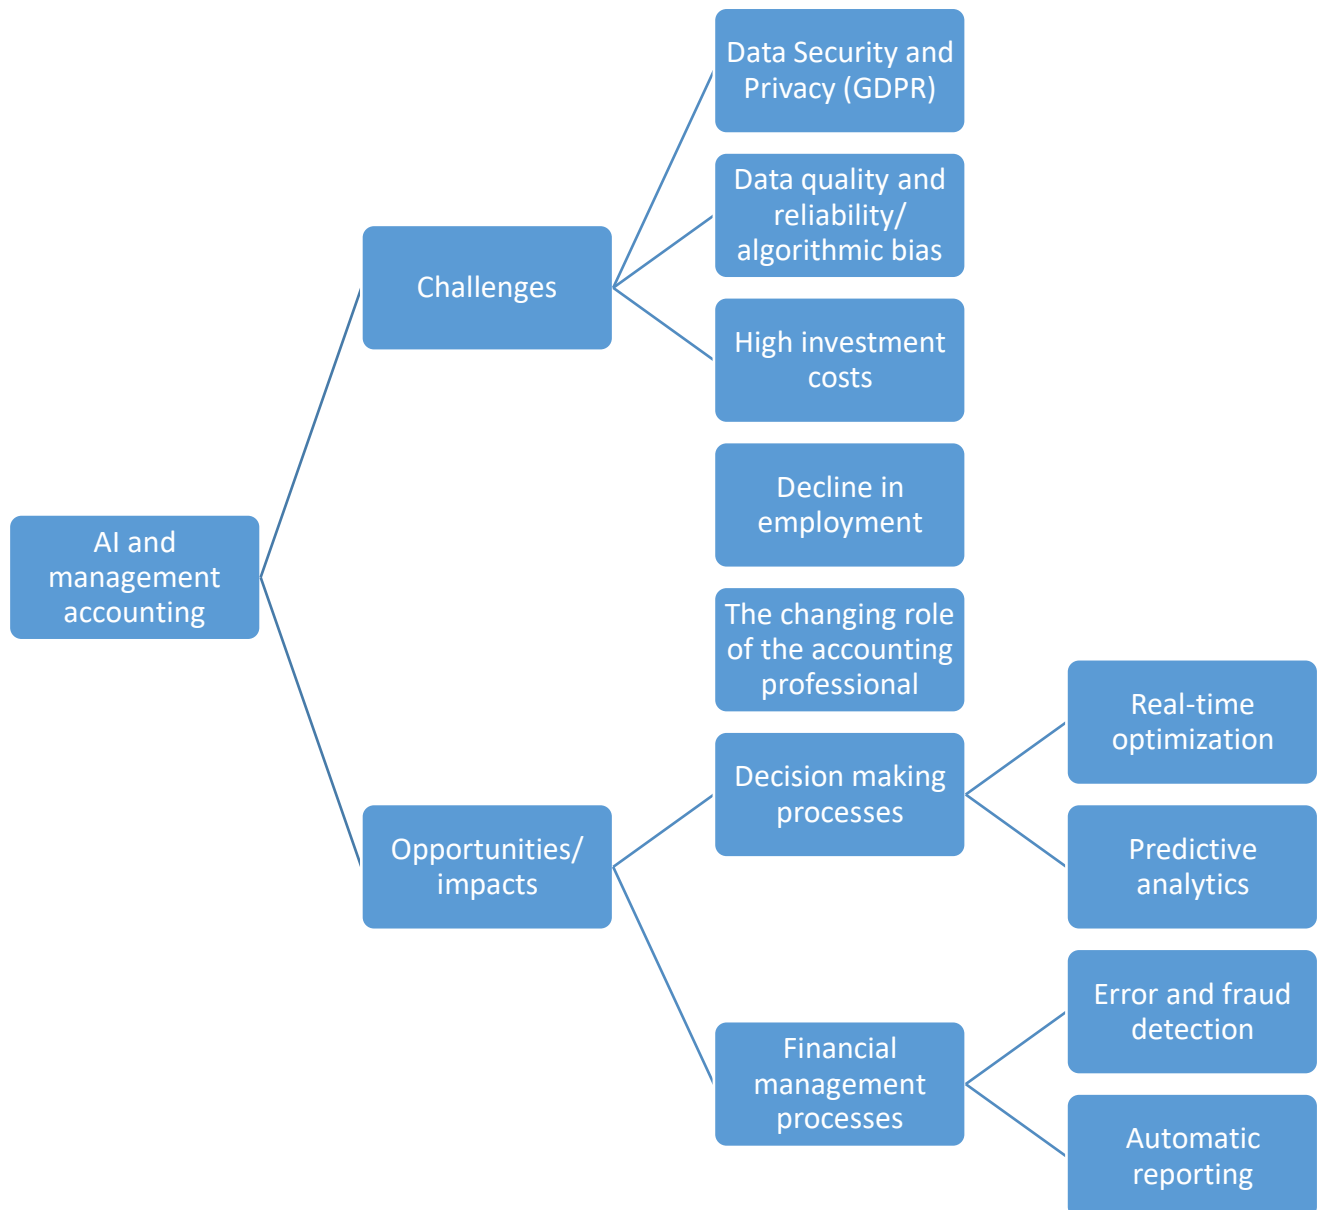 Data Security and
Privacy (GDPR)
Data quality and
reliability/
algorithmic bias
Challenges
High investment
costs
Decline in
employment
AI and
management
accounting
The changing role
of the accounting
professional
Real-time
optimization
Decision making
processes
Opportunities/
impacts
Predictive
analytics
Error and fraud
detection
Financial
management
processes
Automatic
reporting